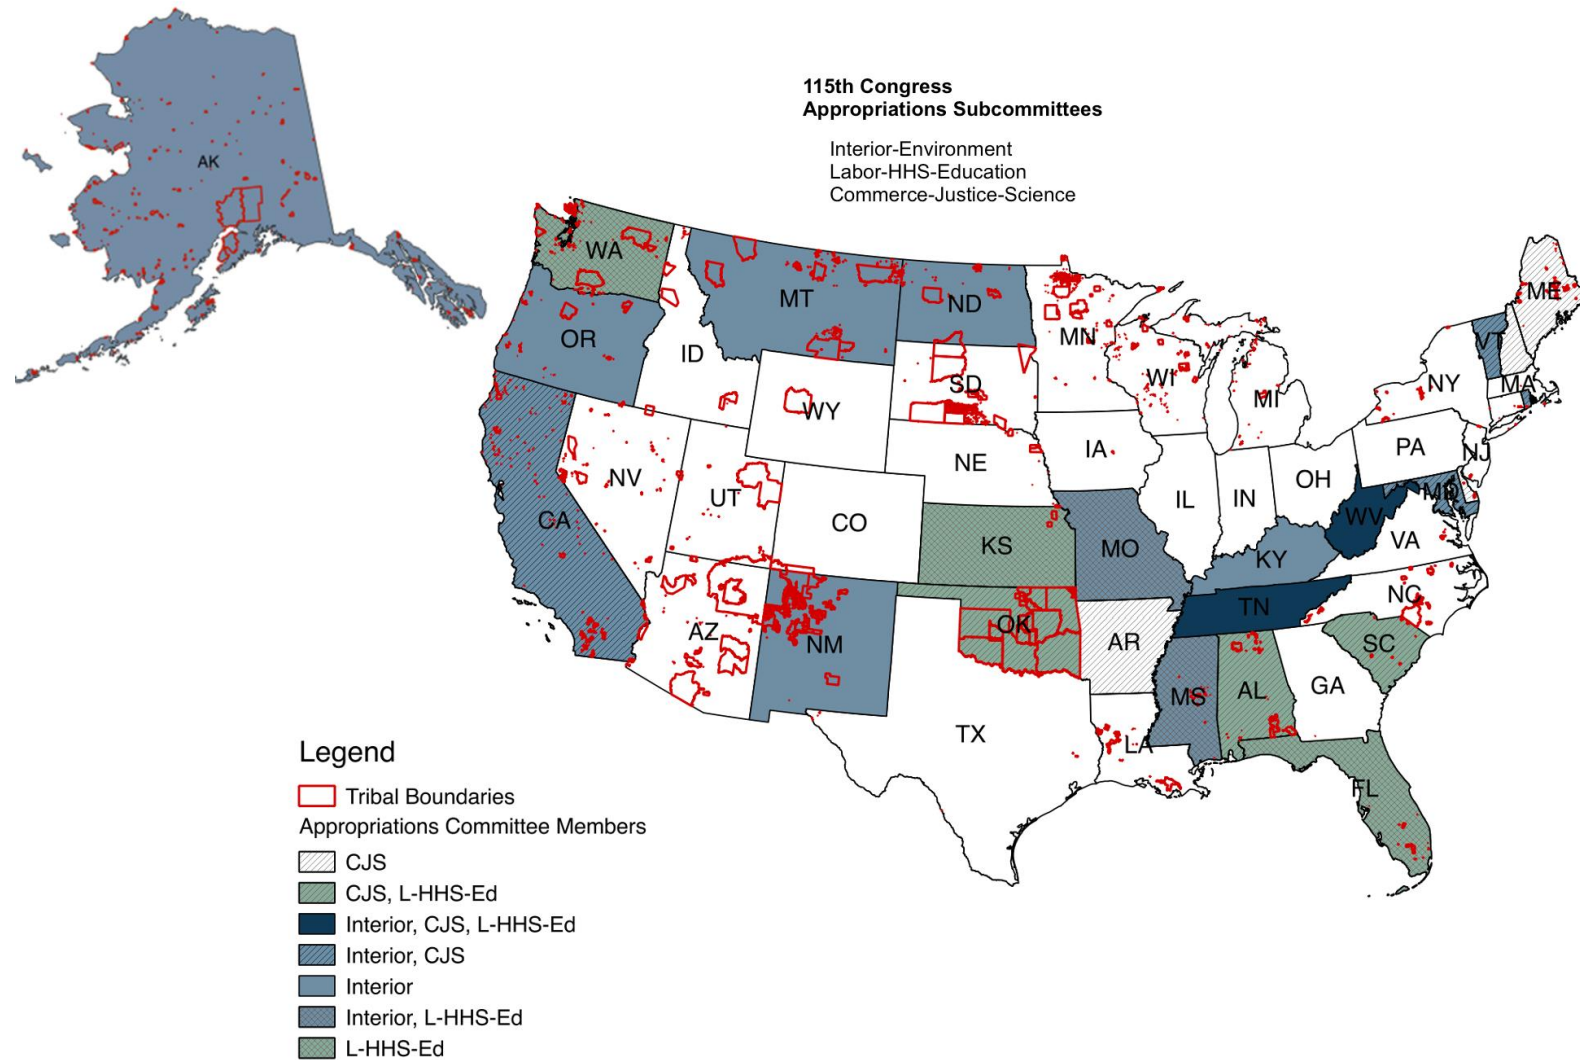 115th Congress
Appropriations Subcommittees
Interior-Environment
Labor-HHS-Education
Commerce-Justice-Science
AK
WA
MT
ND
MN
ME
OR
ID
SD
WI
MI
NY
VT
MA
WY
NE
IA
PA
NJ
NV
UT
CO
IL
IN
OH
MD
CA
KS
MO
KY
WV
VA
AZ
NM
OK
AR
TN
NC
SC
TX
LA
MS
AL
GA
FL
Legend
Tribal Boundaries
Appropriations Committee Members
CJS
CJS, L-HHS-Ed
Interior, CJS, L-HHS-Ed
Interior, CJS
Interior
Interior, L-HHS-Ed
L-HHS-Ed